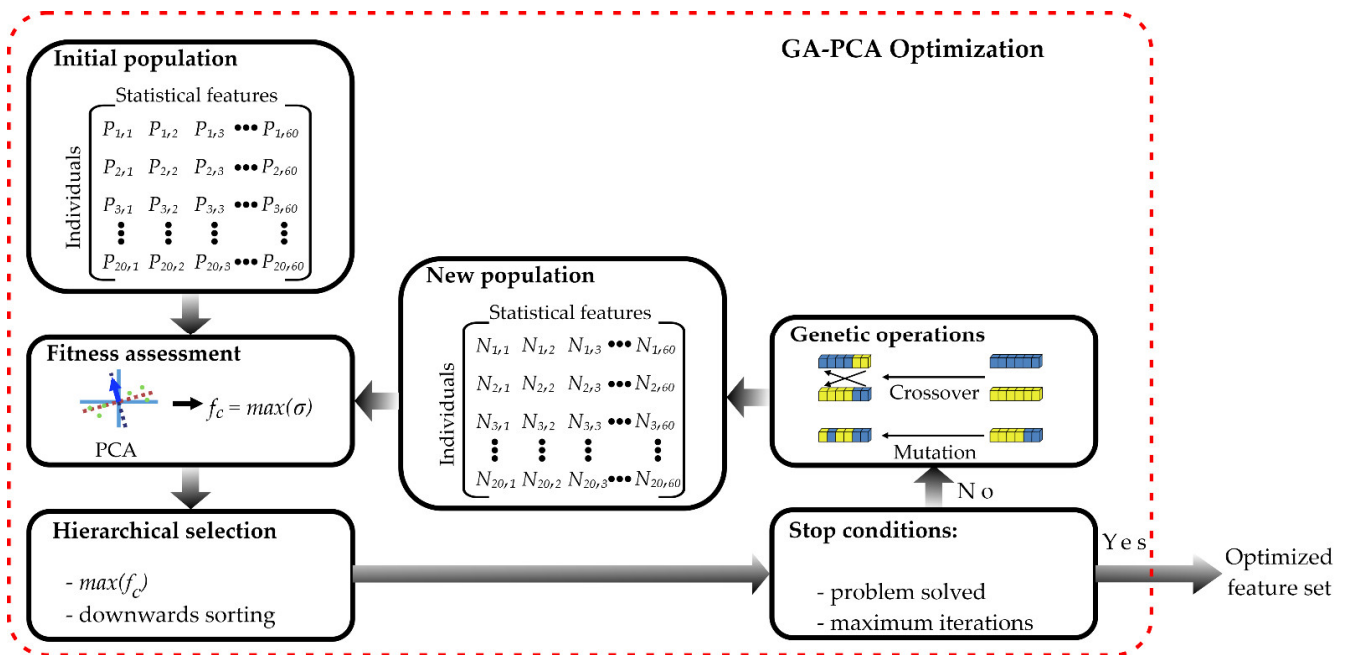 GA-PCA Optimization
Initial population
Statistical features
Individuals
P1,1 P1,2 P1,3 ••• P1,60
P2,1 P2,2 P2,3 ••• P2,60
P3,1 P3,2 P3,3 ••• P3,60
P20,1 P20,2 P20,3 ••• P20,60
Fitness assessment
PCA
fc = max(σ)
Hierarchical selection
- max(fc)
- downwards sorting
New population
Statistical features
Individuals
N1,1 N1,2 N1,3 ••• N1,60
N2,1 N2,2 N2,3 ••• N2,60
N3,1 N3,2 N3,3 ••• N3,60
N20,1 N20,2 N20,3 ••• N20,60
Genetic operations
Crossover
Mutation
No
Stop conditions:
- problem solved
- maximum iterations
Yes
Optimized
feature set